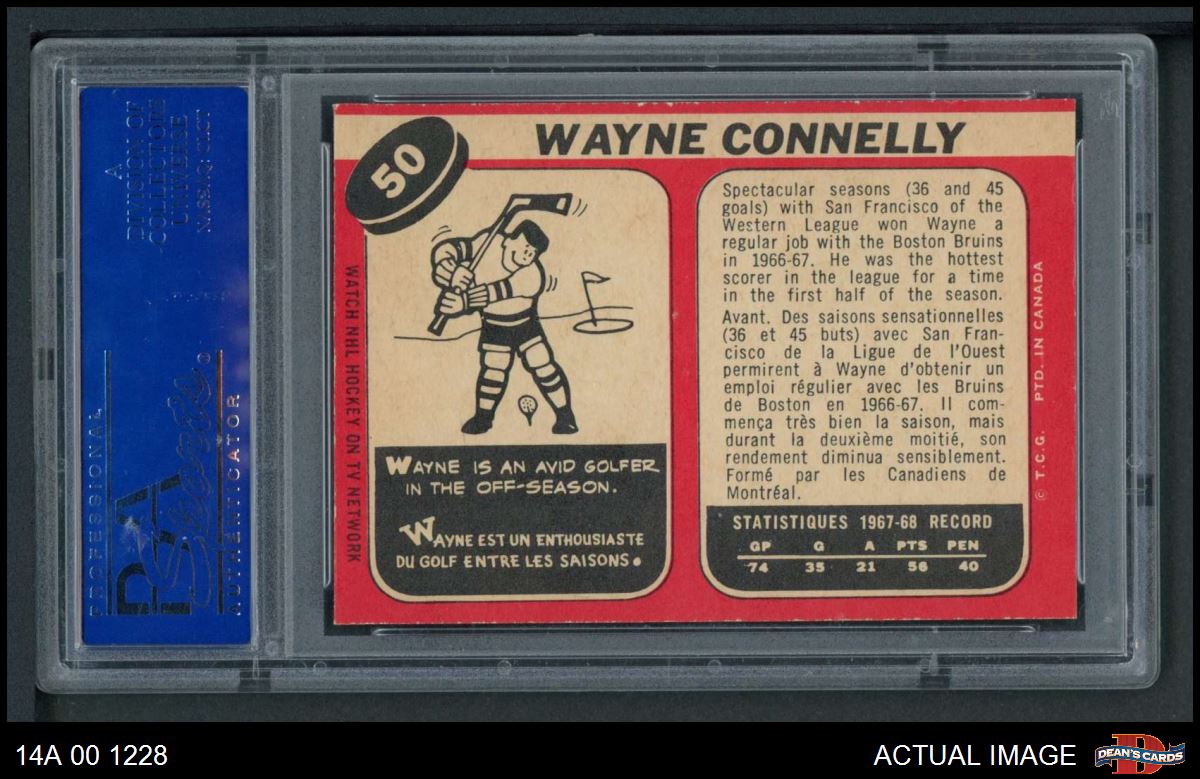 A
DIVISION OF
COLLECTORS
UNIVERSE
NASDAQ: CLCT
PROFESSIONAL
PSA
Sports
AUTHENTICATOR
50
WAYNE CONNELLY
WATCH NHL HOCKEY ON TV NETWORK
WAYNE IS AN AVID GOLFER
IN THE OFF-SEASON.
WAYNE EST UN ENTHOUSIASTE
DU GOLF ENTRE LES SAISONS.
Spectacular seasons (36 and 45
goals) with San Francisco of the
Western League won Wayne a
regular job with the Boston Bruins
in 1966-67. He was the hottest
scorer in the league for a time
in the first half of the season.
Avant. Des saisons sensationnelles
(36 et 45 buts) avec San Fran-
cisco de la Ligue de l'Ouest
permirent à Wayne d'obtenir un
emploi régulier avec les Bruins
de Boston en 1966-67. Il com-
mença très bien la saison, mais
durant la deuxième moitié, son
rendement diminua sensiblement.
Formé par les Canadiens de
Montréal.
STATISTIQUES 1967-68 RECORD
GP G A PTS PEN
74 35 21 56 40
© T.C.G. PTD. IN CANADA
14A 00 1228
ACTUAL IMAGE
D
DEAN'S CARDS